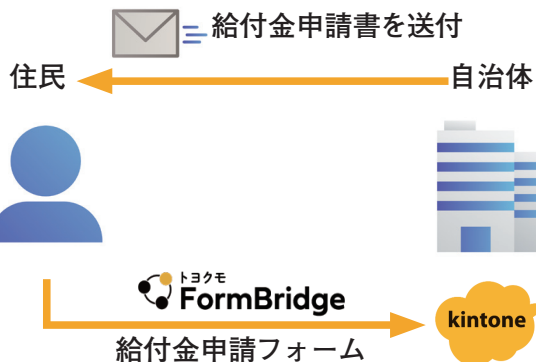 給付金申請書を送付
住民
自治体
トヨクモ
FormBridge
kintone
給付金申請フォーム